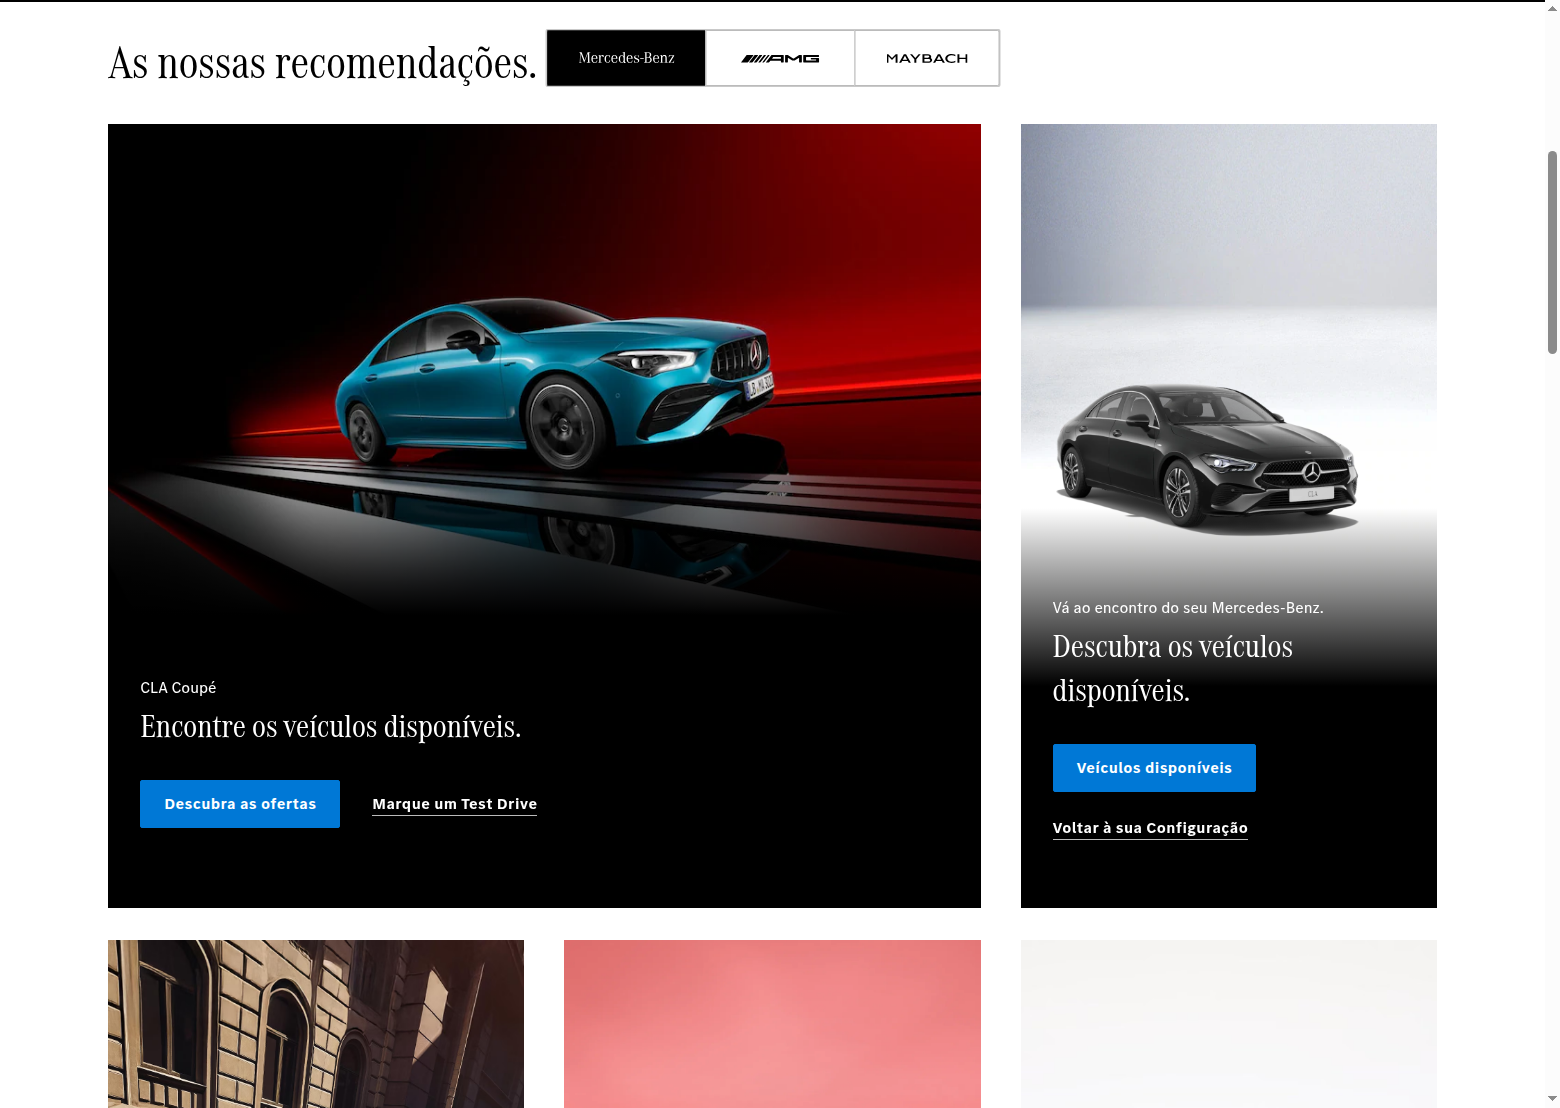 As nossas recomendações.
Mercedes-Benz
AMG
MAYBACH
CLA Coupé
Encontre os veículos disponíveis.
Descubra as ofertas
Marque um Test Drive
CLA
Vá ao encontro do seu Mercedes-Benz.
Descubra os veículos
disponíveis.
Veículos disponíveis
Voltar à sua Configuração